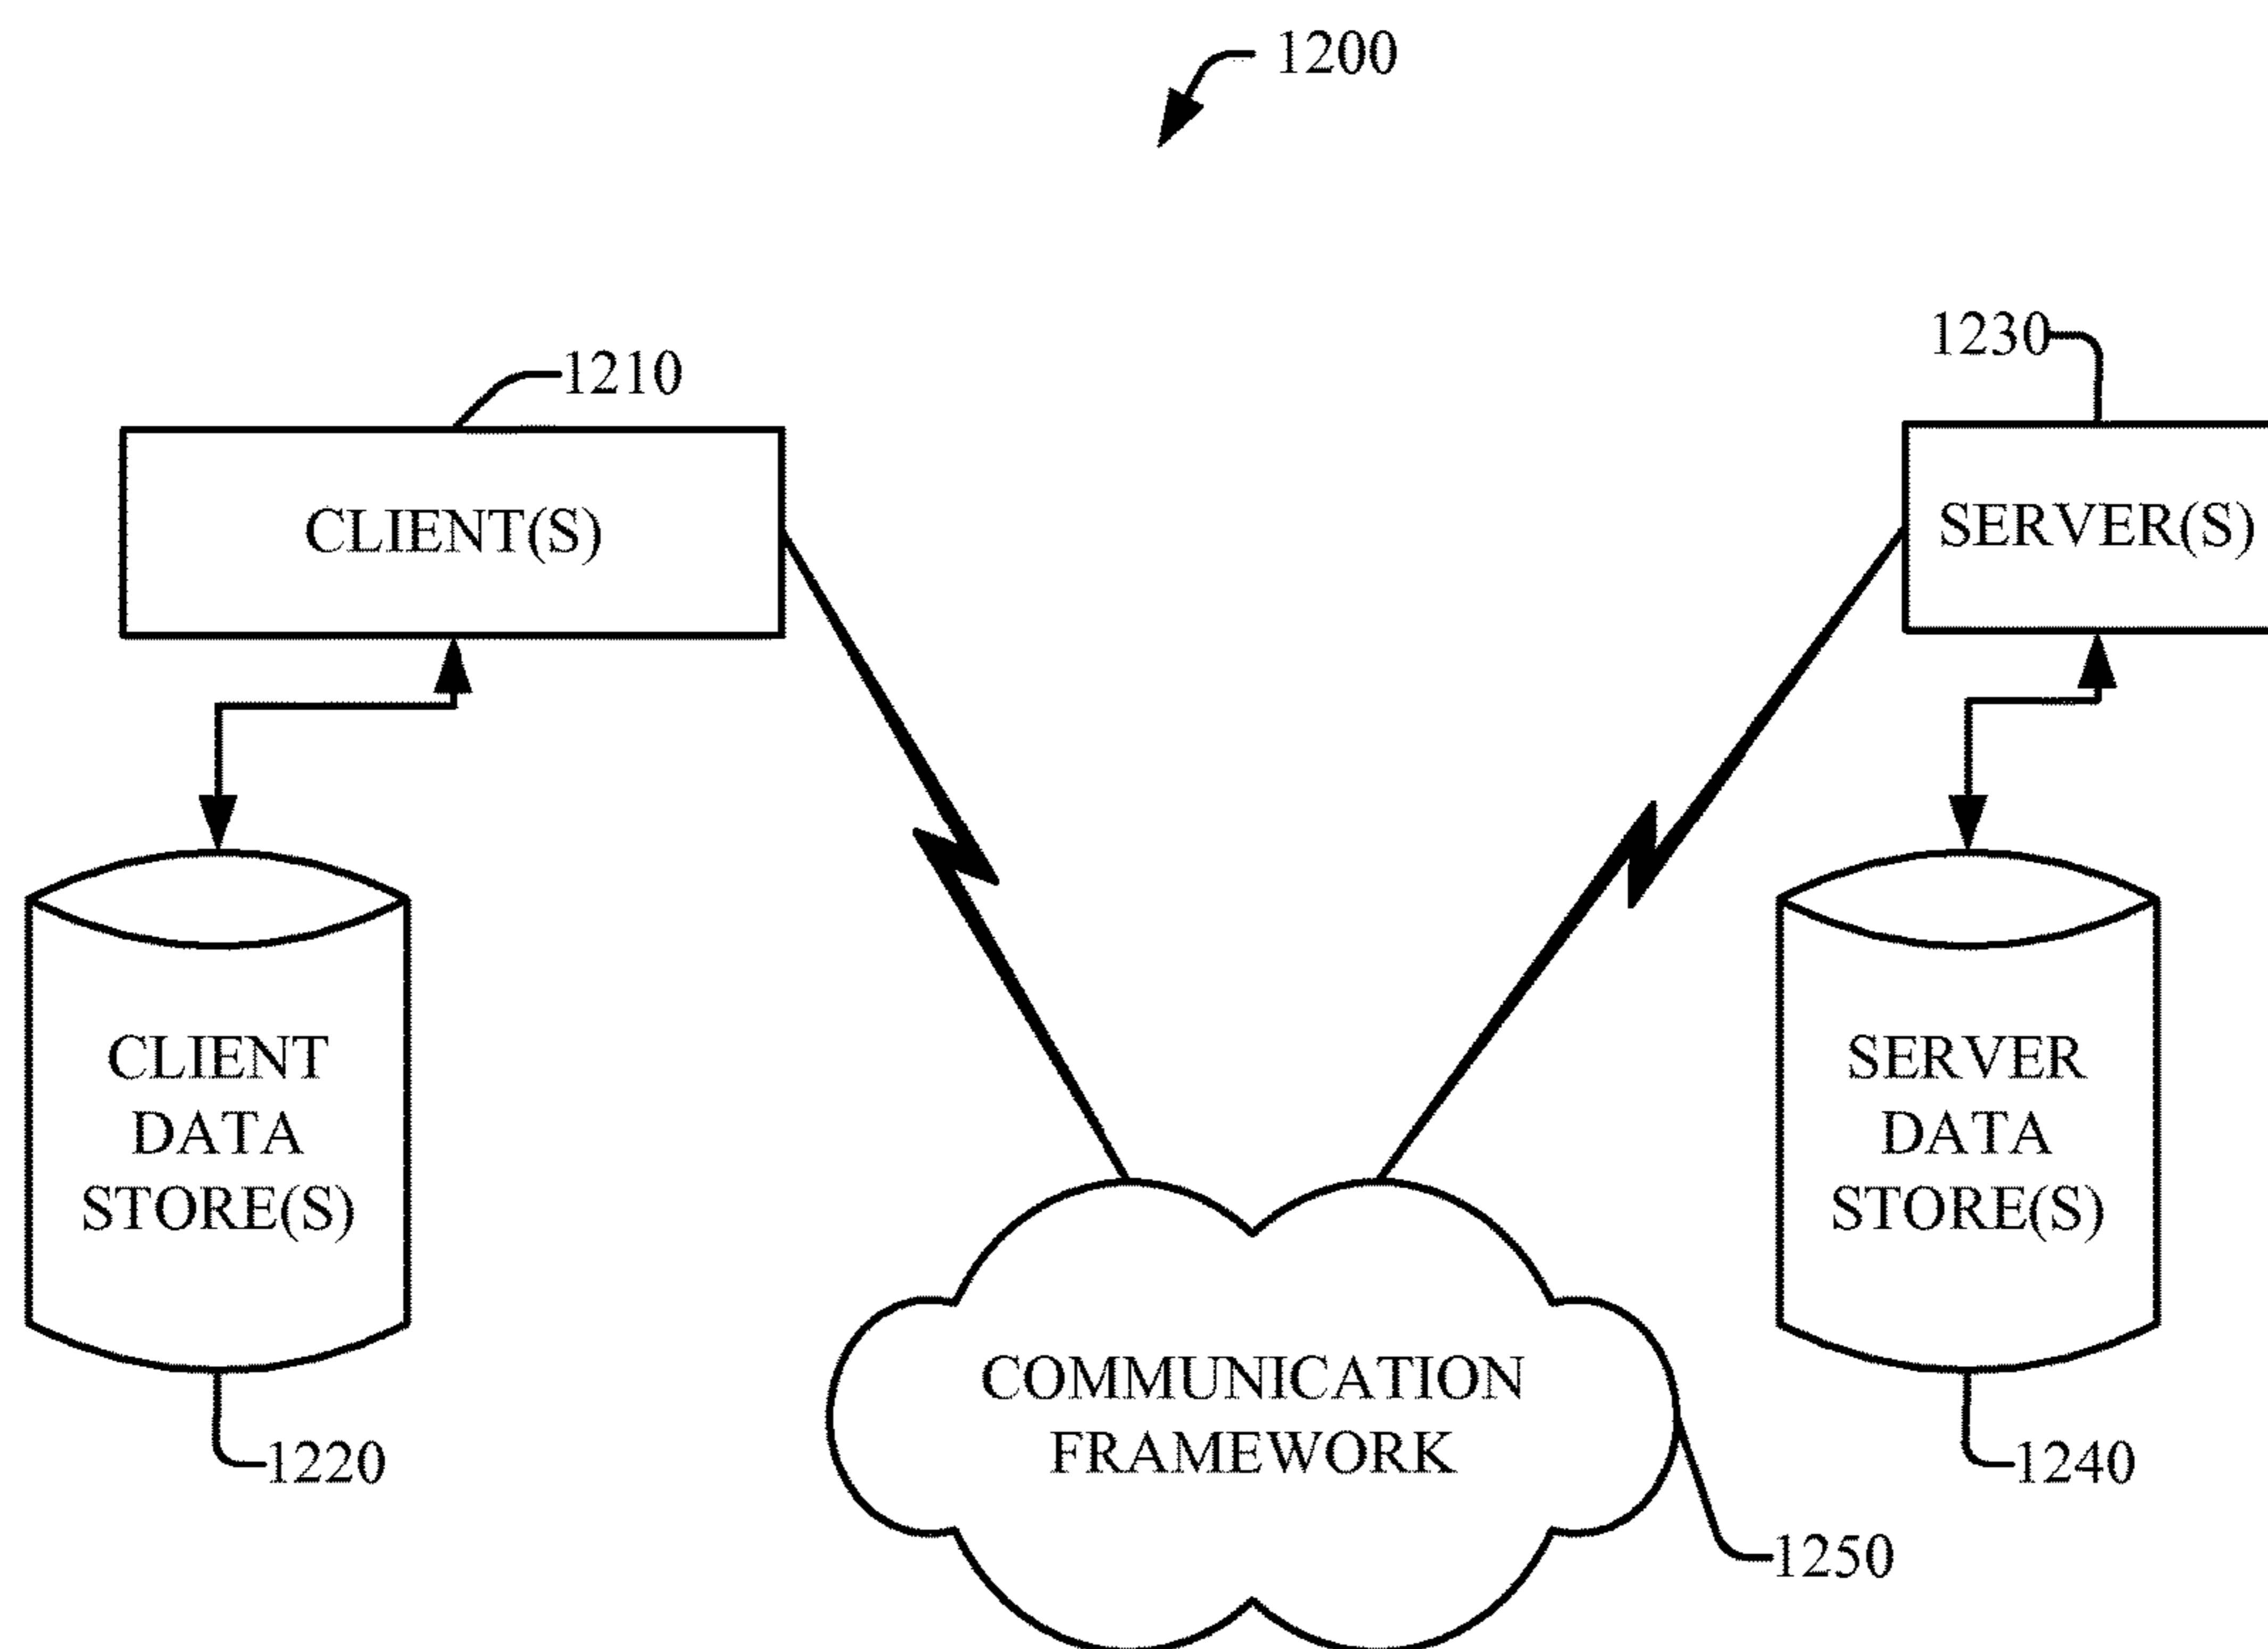 1200
1210
1230
CLIENT(S)
SERVER(S)
CLIENT
DATA
STORE(S)
SERVER
DATA
STORE(S)
COMMUNICATION
FRAMEWORK
1220
1240
1250